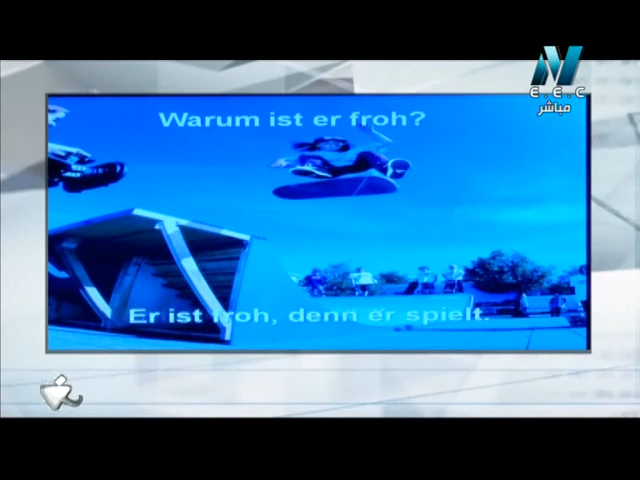 E.E.C
مباشر
Warum ist er froh?
Er ist froh, denn er spielt.